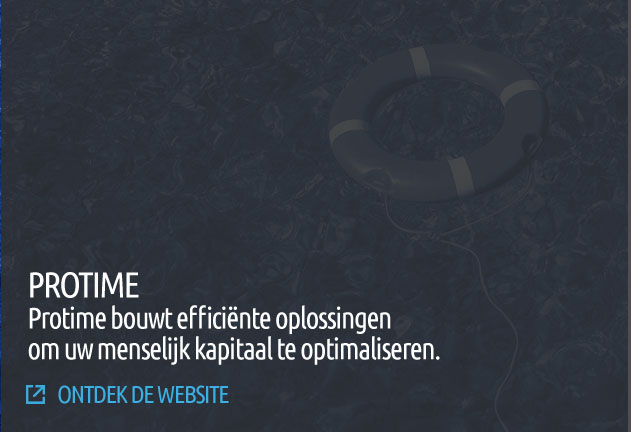 PROTIME
Protime bouwt efficiënte oplossingen
om uw menselijk kapitaal te optimaliseren.
ONTDEK DE WEBSITE